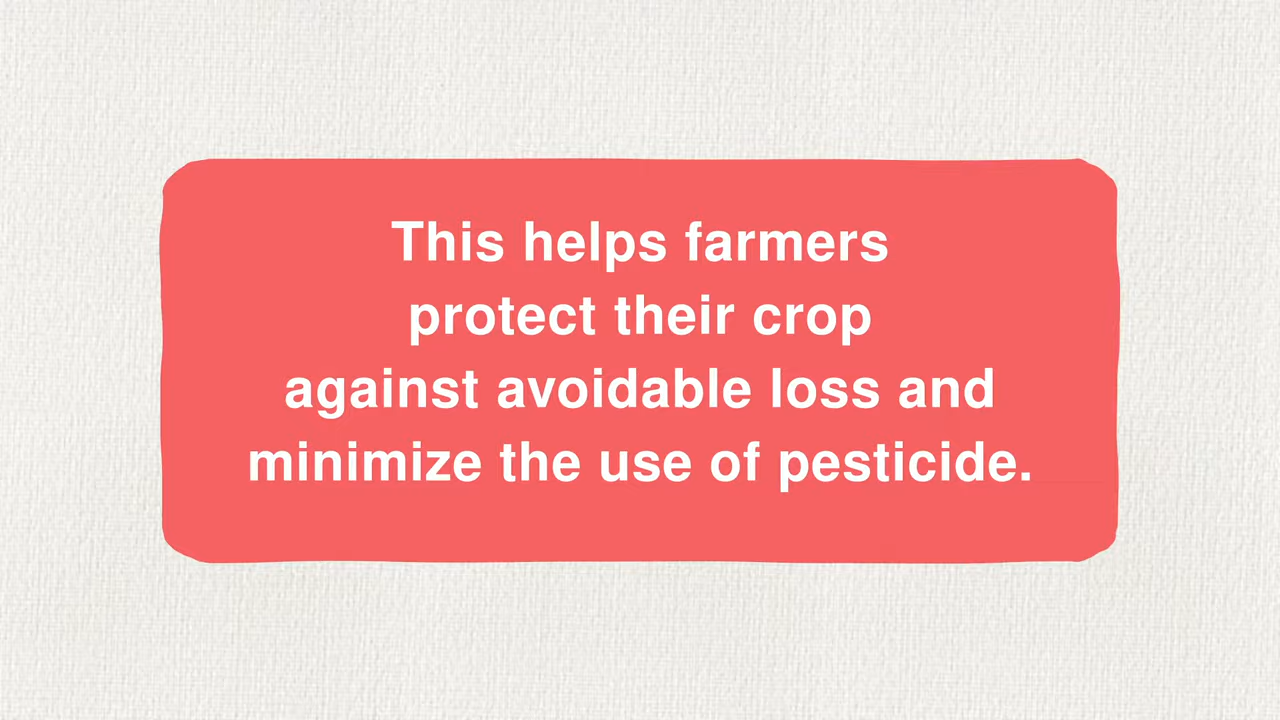 This helps farmers
protect their crop
against avoidable loss and
minimize the use of pesticide.